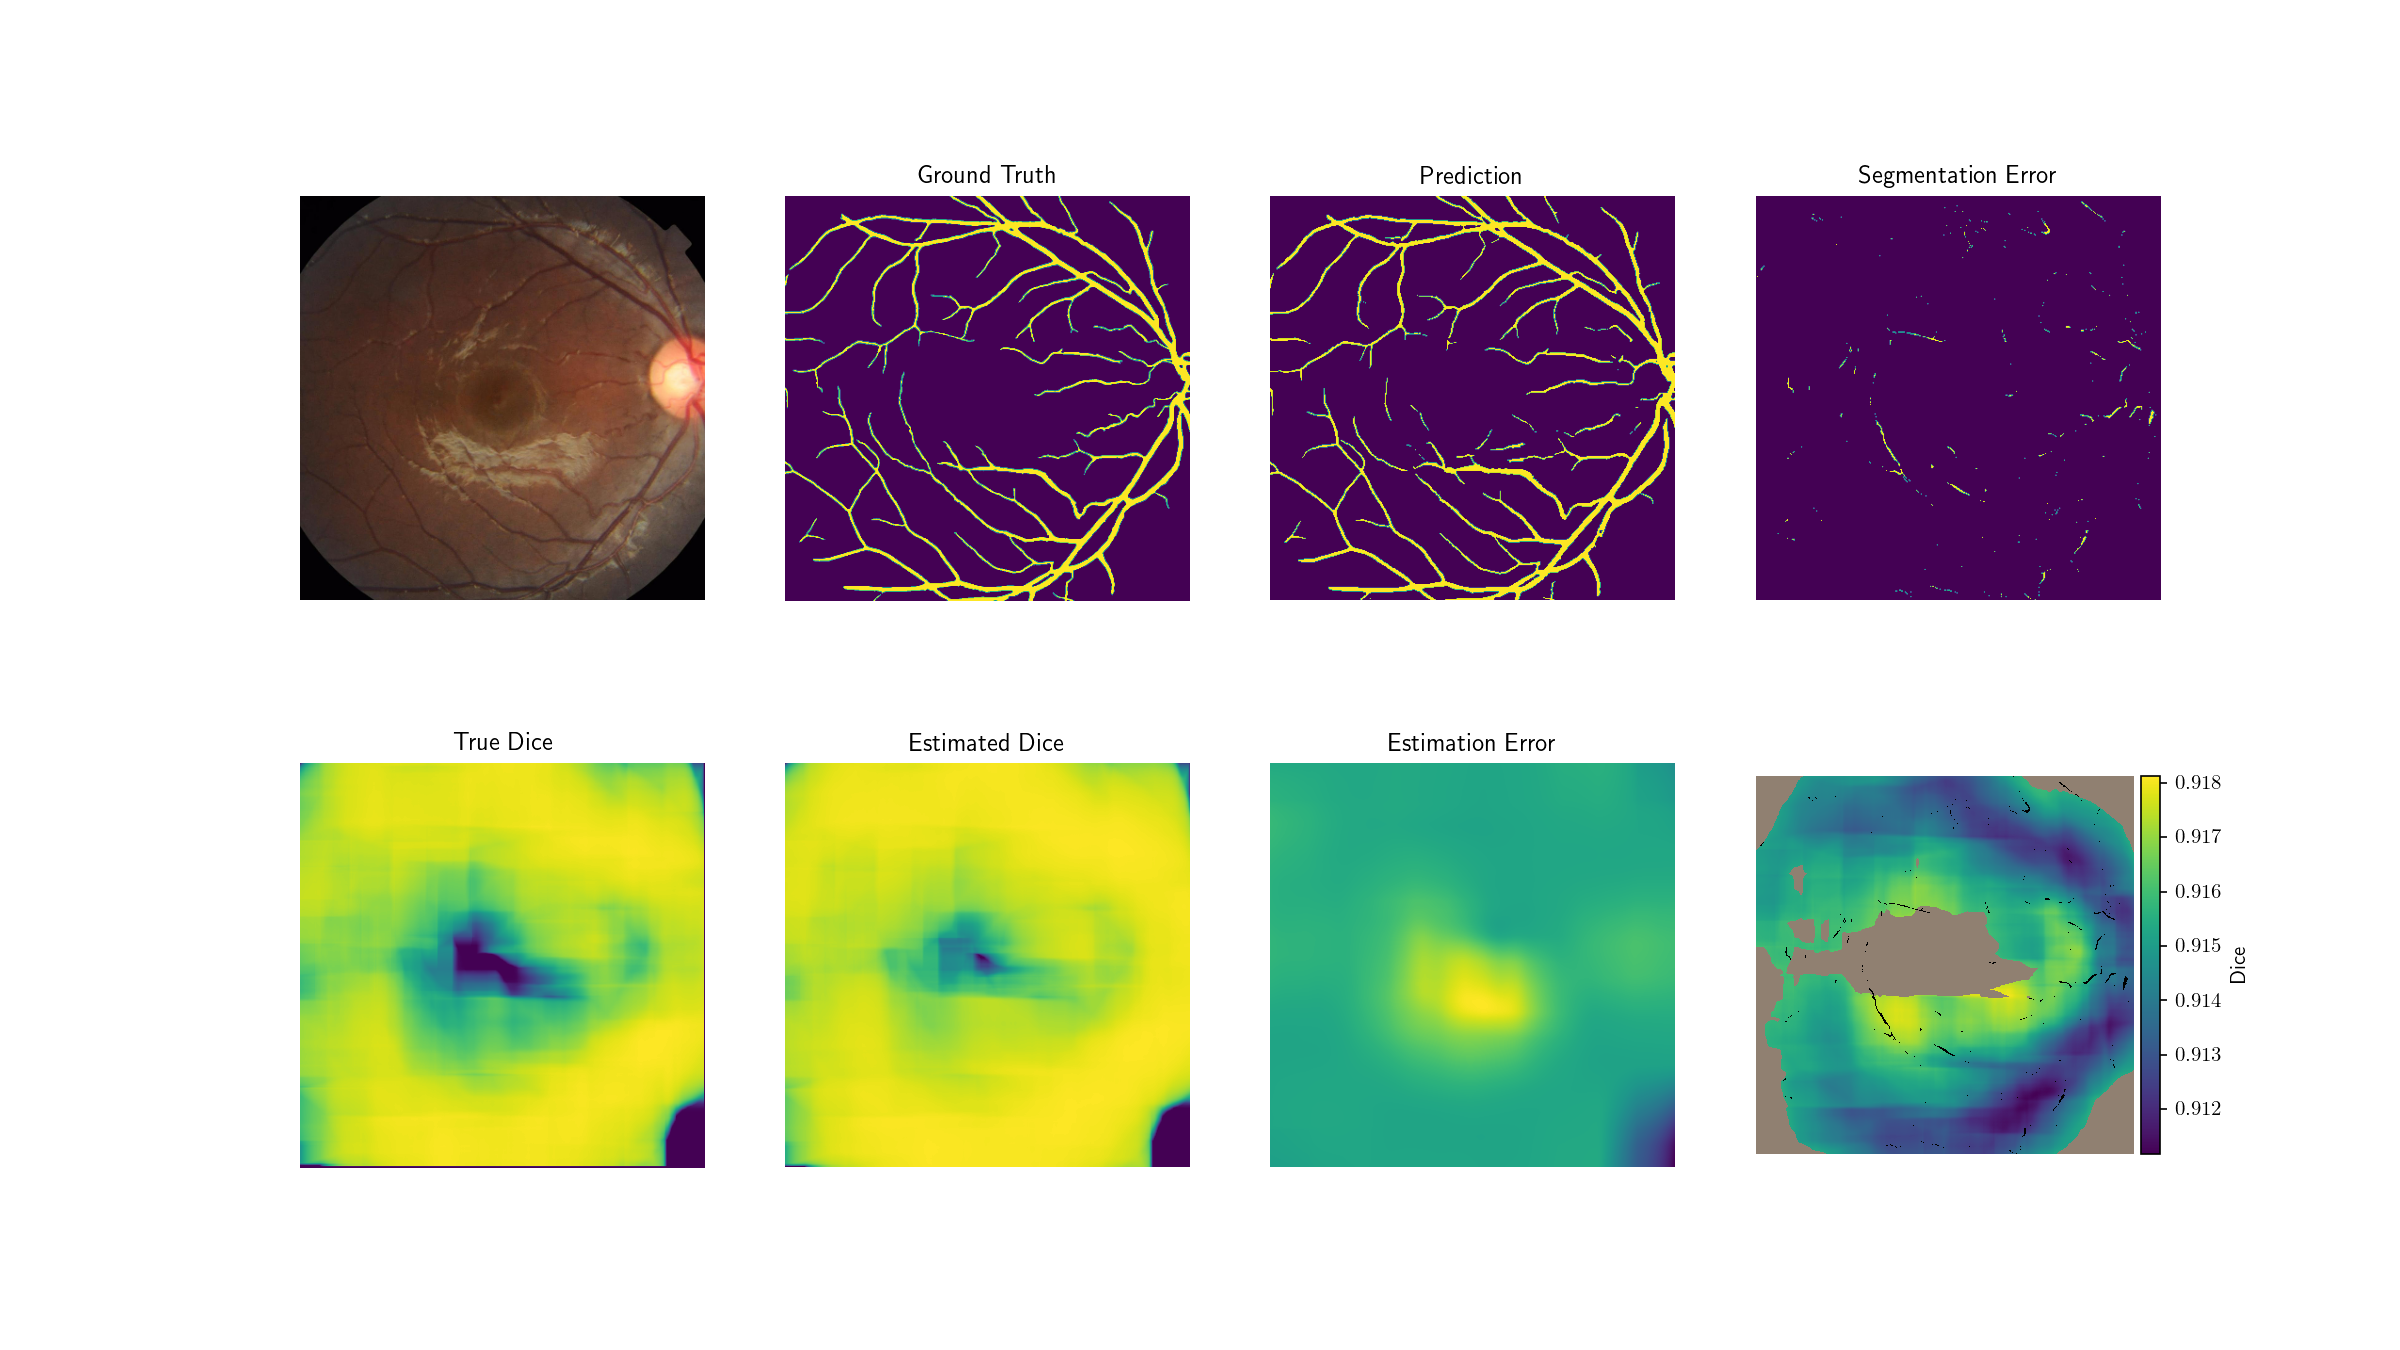 Ground Truth
Prediction
Segmentation Error
True Dice
Estimated Dice
Estimation Error
0.918
0.917
0.916
0.915
0.914
0.913
0.912
Dice